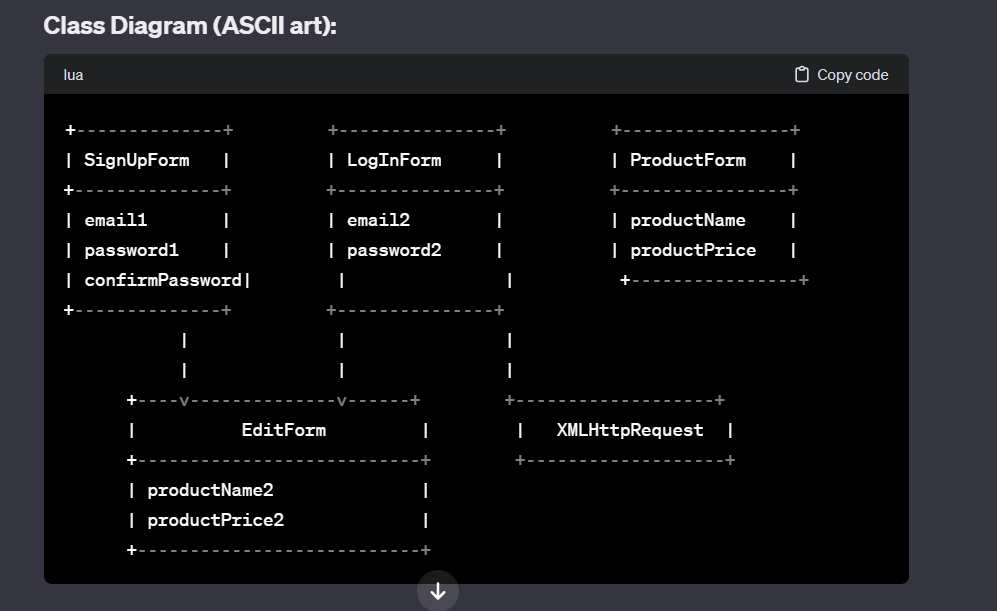 Class Diagram (ASCII art):
lua Copy code
+--------------+         +---------------+          +----------------+
| SignUpForm   |         | LogInForm     |          | ProductForm    |
+--------------+         +---------------+          +----------------+
| email1       |         | email2        |          | productName    |
| password1    |         | password2     |          | productPrice   |
| confirmPassword|        |               |          +----------------+
+--------------+         +---------------+
           |              |               |
           |              |               |
      +----v--------------v------+        +-------------------+
      |          EditForm         |        |   XMLHttpRequest  |
      +---------------------------+        +-------------------+
      | productName2              |
      | productPrice2             |
      +---------------------------+